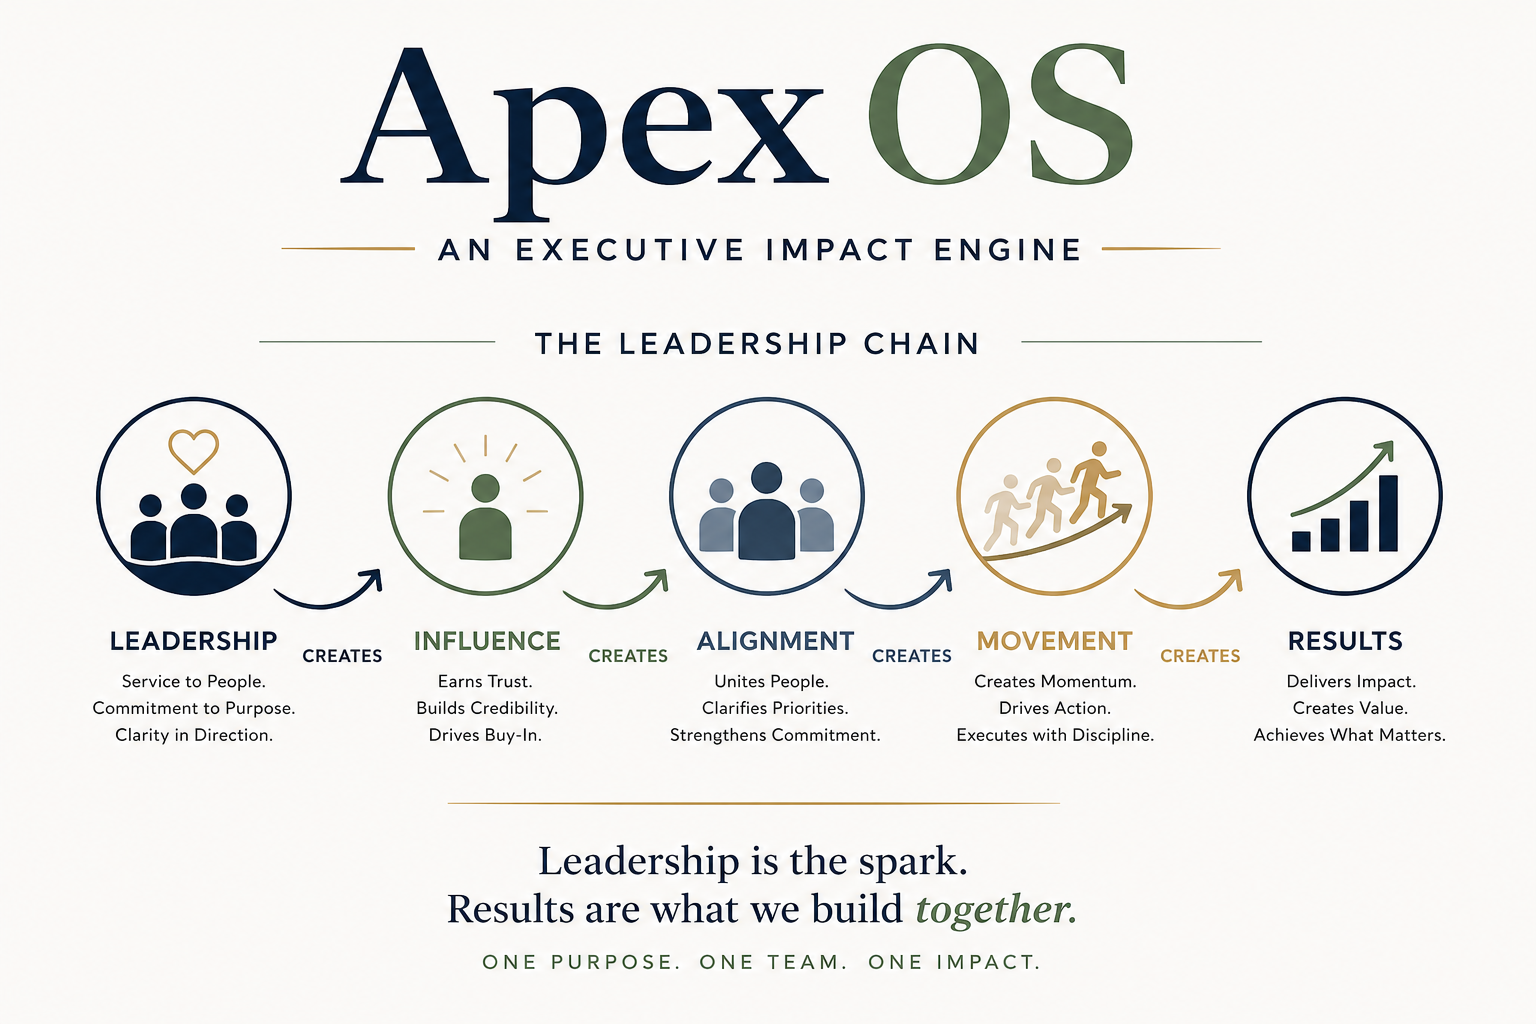 Apex OS
AN EXECUTIVE IMPACT ENGINE
THE LEADERSHIP CHAIN
LEADERSHIP
Service to People.
Commitment to Purpose.
Clarity in Direction.
CREATES
INFLUENCE
Earns Trust.
Builds Credibility.
Drives Buy-In.
CREATES
ALIGNMENT
Unites People.
Clarifies Priorities.
Strengthens Commitment.
CREATES
MOVEMENT
Creates Momentum.
Drives Action.
Executes with Discipline.
CREATES
RESULTS
Delivers Impact.
Creates Value.
Achieves What Matters.
Leadership is the spark.
Results are what we build together.
ONE PURPOSE. ONE TEAM. ONE IMPACT.